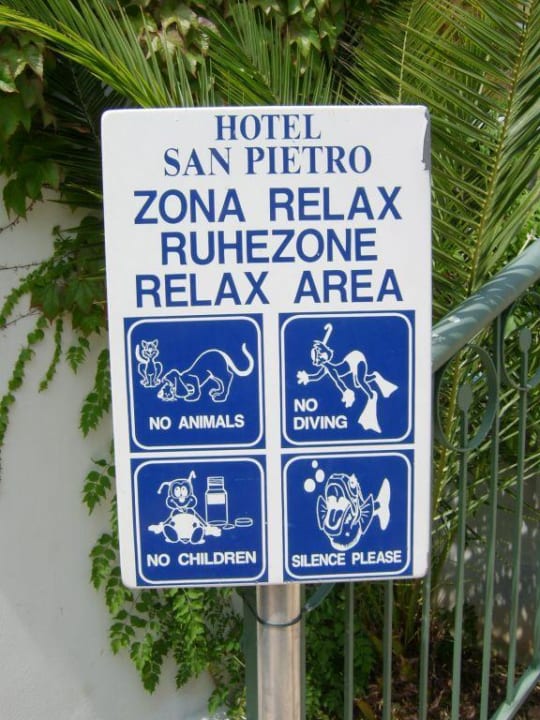 HOTEL
SAN PIETRO
ZONA RELAX
RUHEZONE
RELAX AREA
NO ANIMALS
NO
DIVING
NO CHILDREN
SILENCE PLEASE